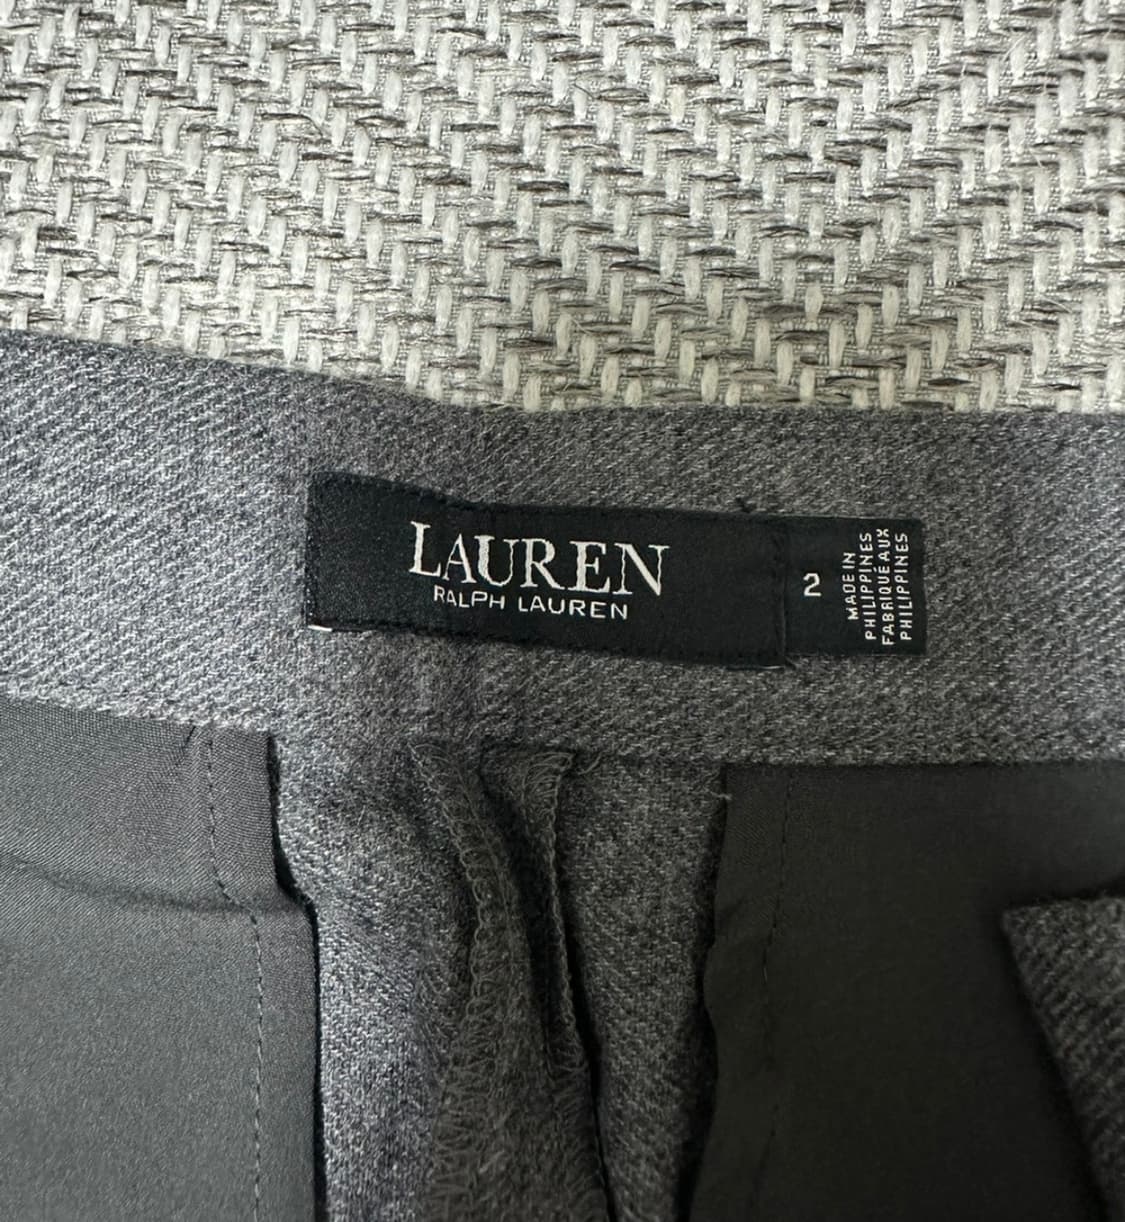 LAUREN
RALPH LAUREN
2
MADE IN
PHILIPPINES
FABRIQUÉ AUX
PHILIPPINES